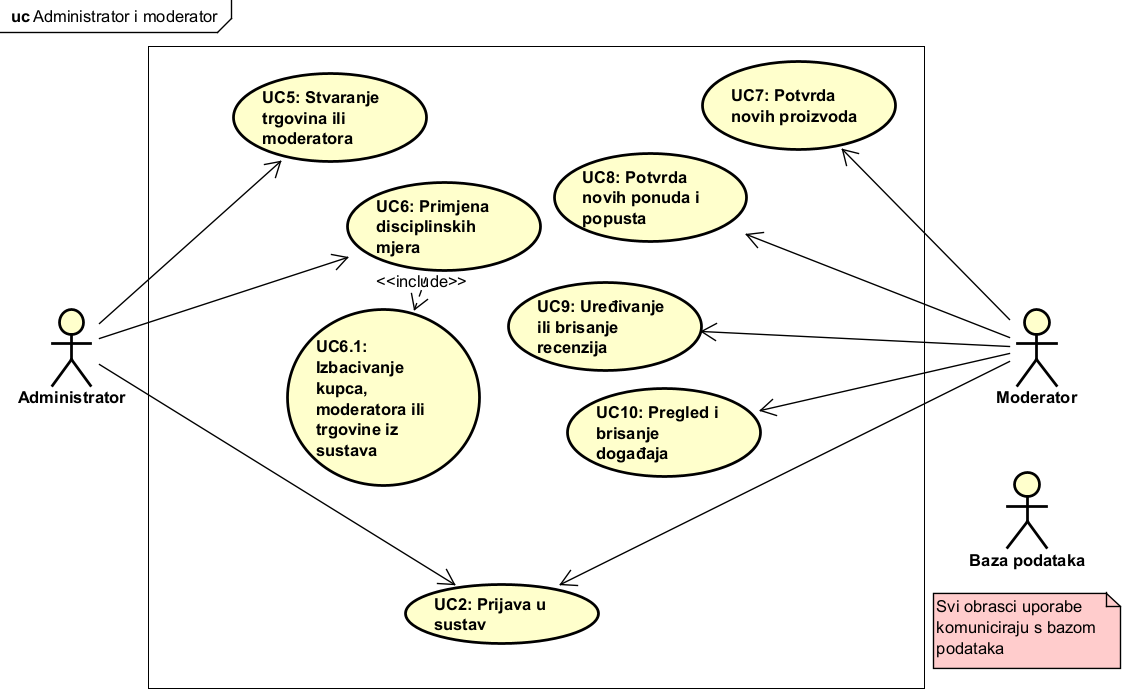 uc Administrator i moderator
UC5: Stvaranje
trgovina ili
moderatora
UC7: Potvrda
novih proizvoda
UC8: Potvrda
novih ponuda i
popusta
UC6: Primjena
disciplinskih
mjera
<<include>>
UC9: Uređivanje
ili brisanje
recenzija
UC6.1:
Izbacivanje
kupca,
moderatora ili
trgovine iz
sustava
Administrator
Moderator
UC10: Pregled i
brisanje
događaja
Baza podataka
UC2: Prijava u
sustav
Svi obrasci uporabe
komuniciraju s bazom
podataka